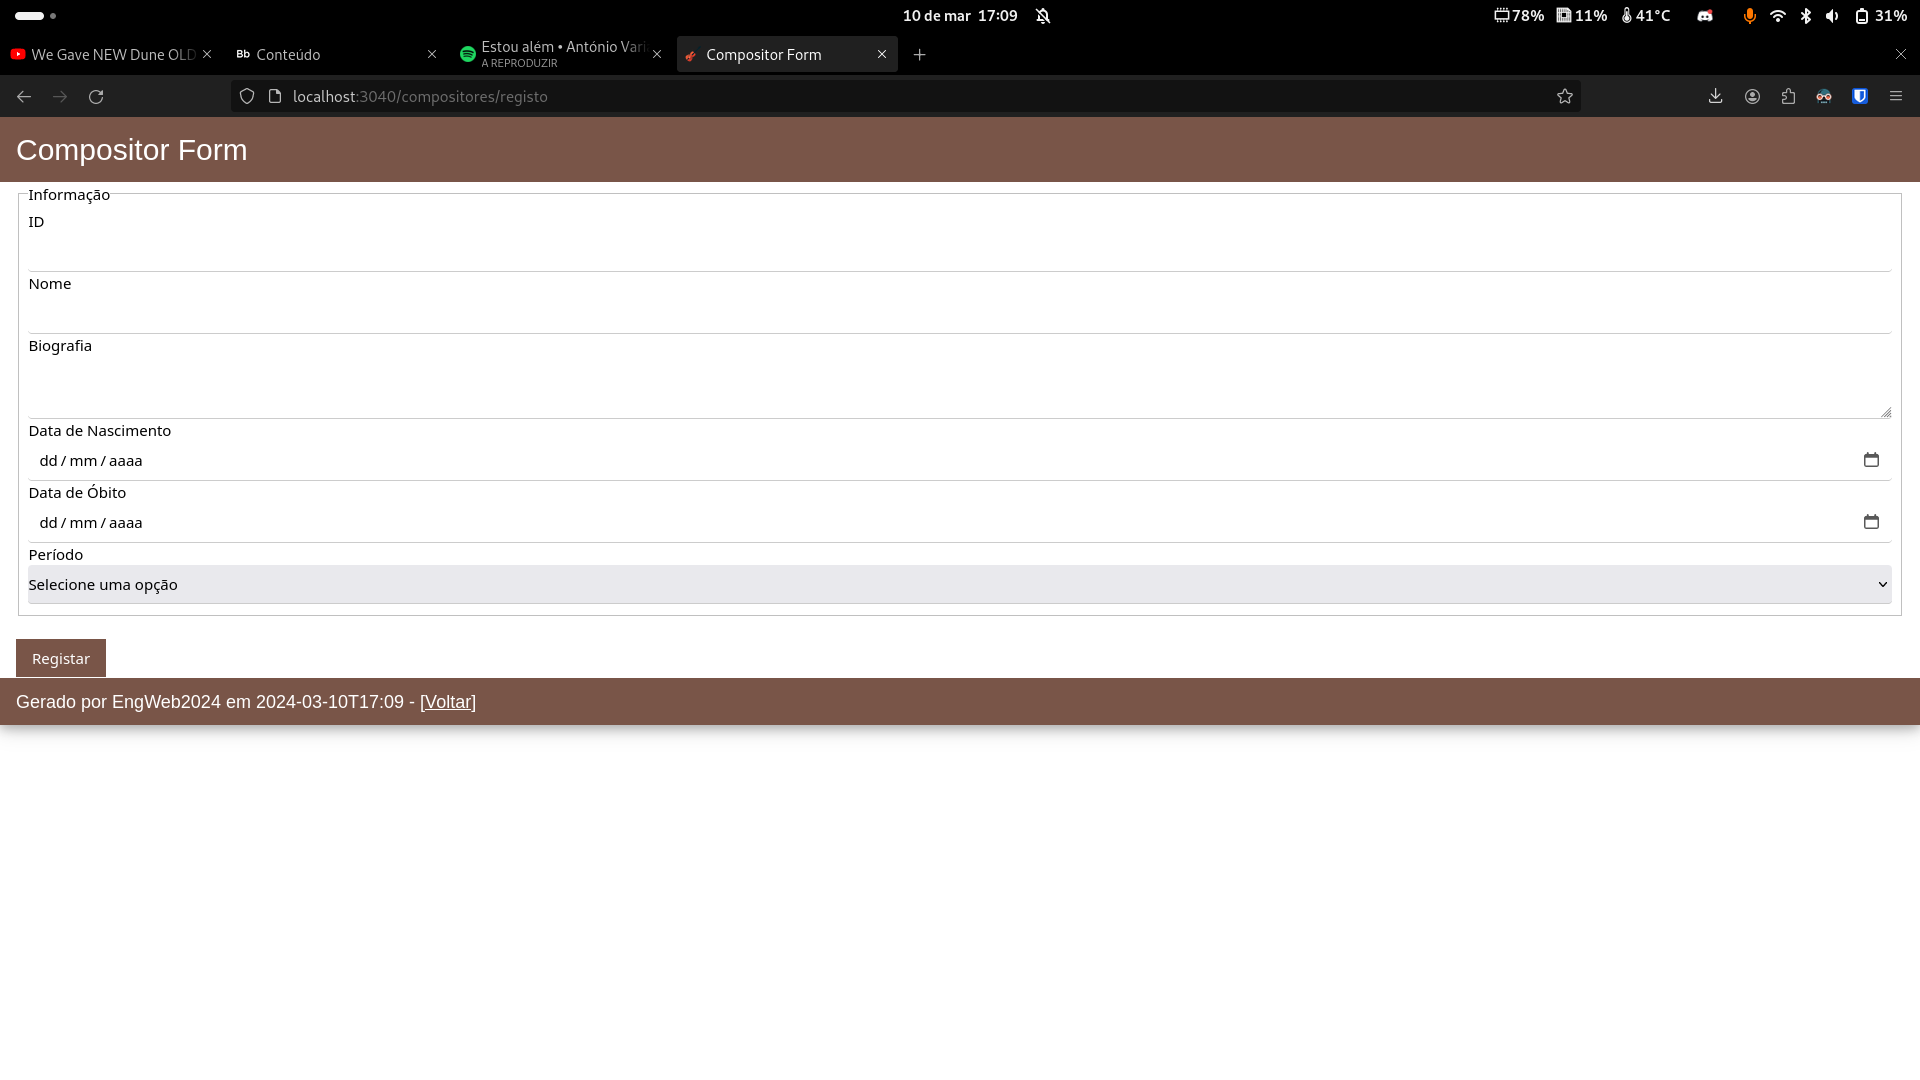 10 de mar 17:09
78% 11% 41°C 31%
We Gave NEW Dune OLD
Bb Conteúdo
Estou além • António Vari
A REPRODUZIR
Compositor Form
localhost:3040/compositores/registo
Compositor Form
Informação
ID
Nome
Biografia
Data de Nascimento
dd / mm / aaaa
Data de Óbito
dd / mm / aaaa
Período
Selecione uma opção
Registar
Gerado por EngWeb2024 em 2024-03-10T17:09 - [Voltar]